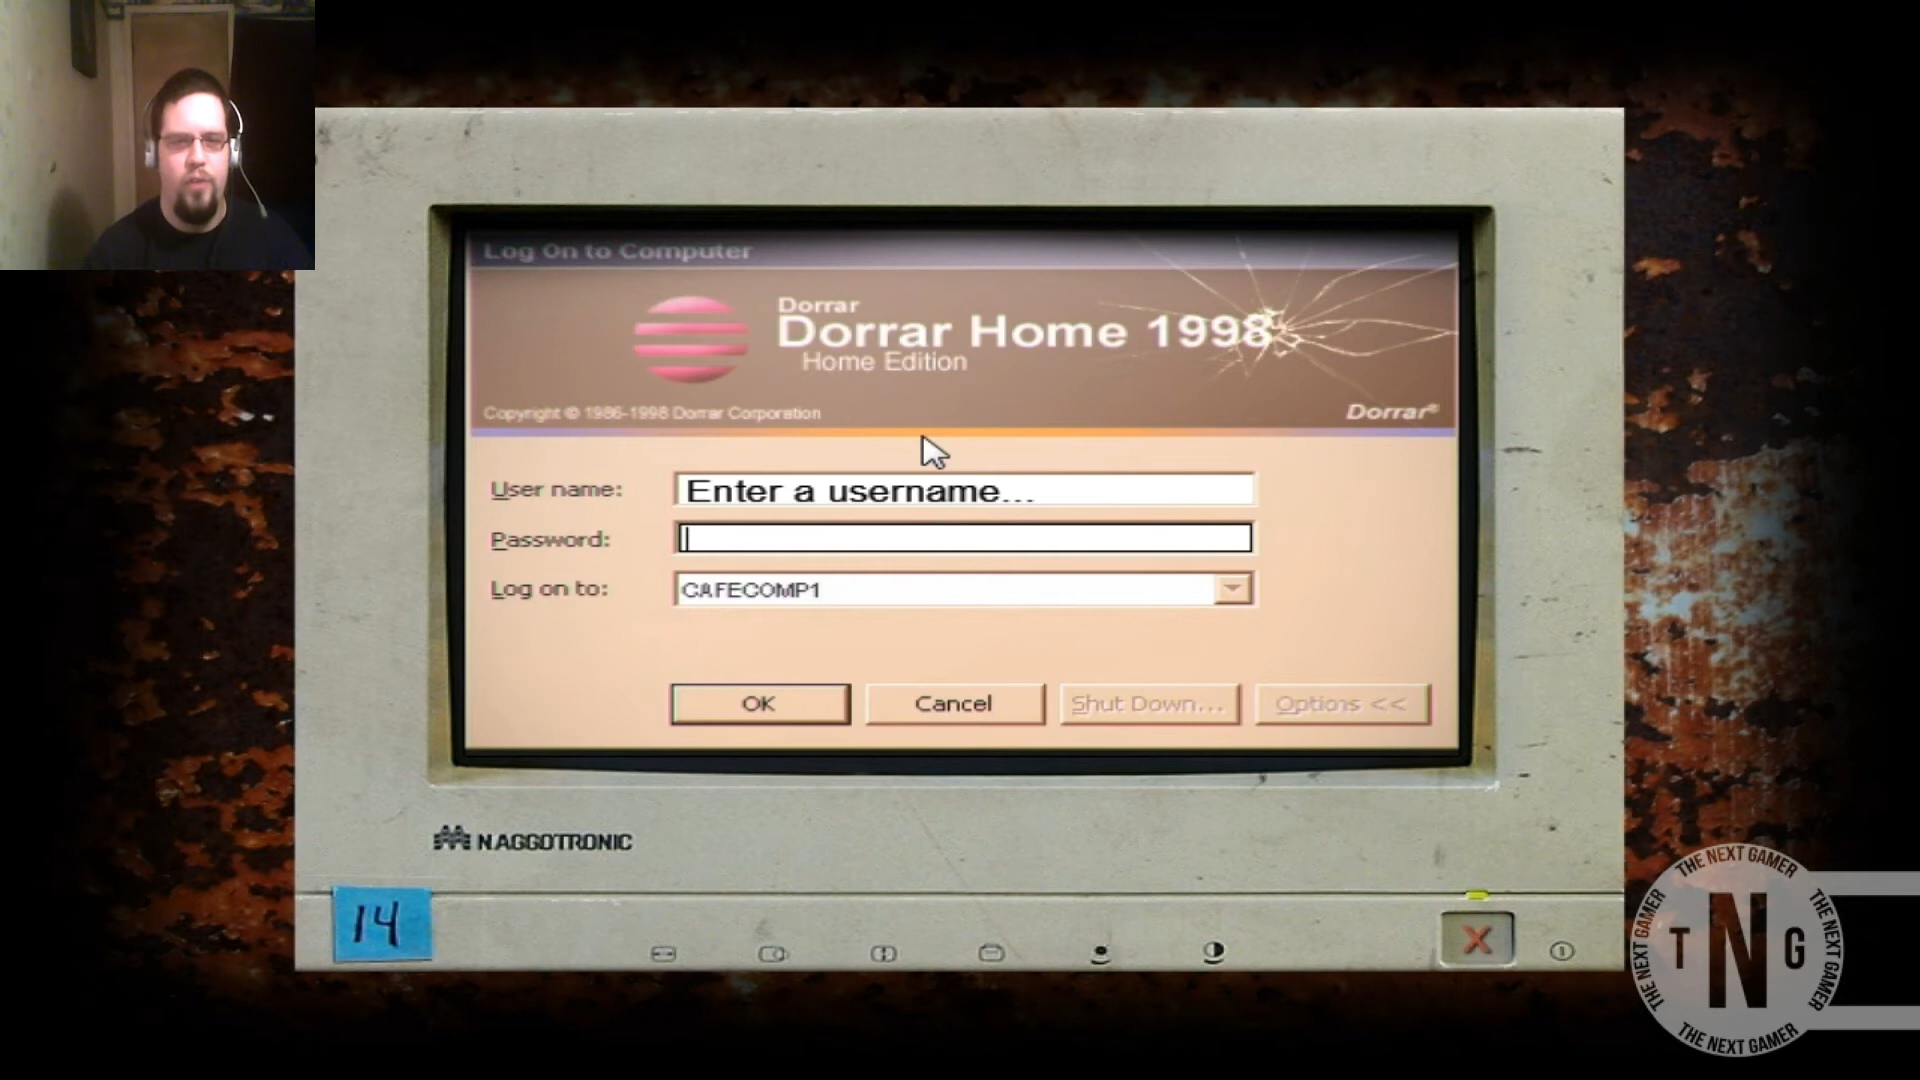 Log On to Computer
Dorrar
Dorrar Home 1998
Home Edition
Copyright © 1986-1998 Dorrar Corporation
Dorrar®
User name:
Enter a username...
Password:
Log on to:
CAFECOMP1
OK
Cancel
Shut Down...
Options <<
NAGGOTRONIC
14
X
THE NEXT GAMER
THE NEXT GAMER
THE NEXT GAMER
THE NEXT GAMER
TNG